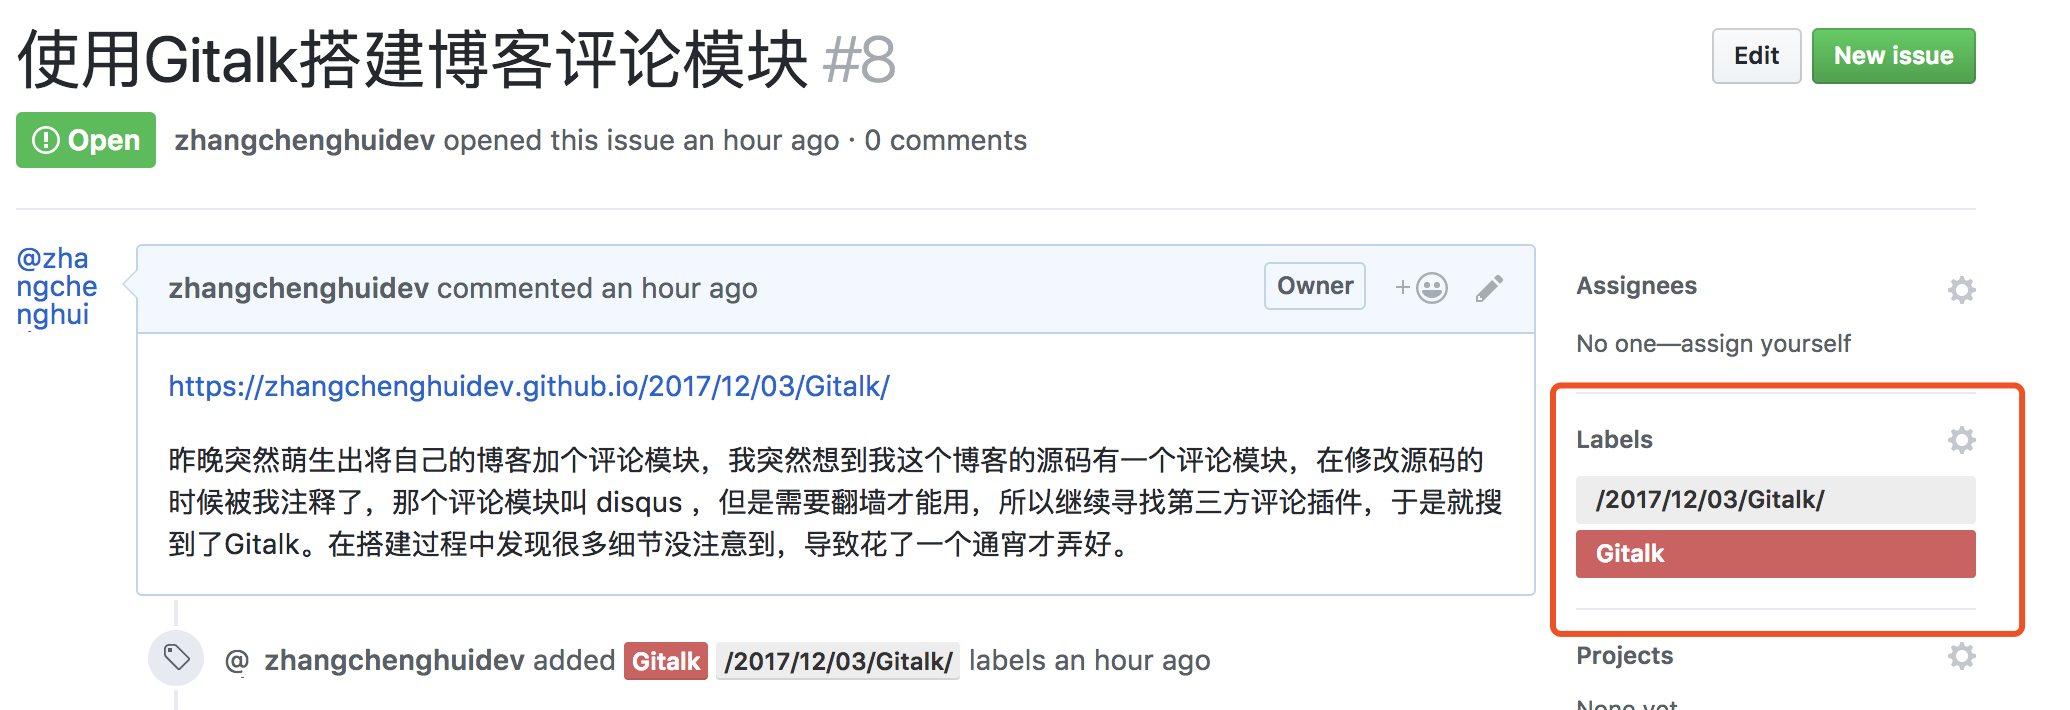 使用Gitalk搭建博客评论模块 #8
Edit
New issue
Open
zhangchenghuidev opened this issue an hour ago · 0 comments
@zha
ngche
nghui
zhangchenghuidev commented an hour ago
Owner
https://zhangchenghuidev.github.io/2017/12/03/Gitalk/
昨晚突然萌生出将自己的博客加个评论模块，我突然想到我这个博客的源码有一个评论模块，在修改源码的
时候被我注释了，那个评论模块叫 disqus ，但是需要翻墙才能用，所以继续寻找第三方评论插件，于是就搜
到了Gitalk。在搭建过程中发现很多细节没注意到，导致花了一个通宵才弄好。
@ zhangchenghuidev added Gitalk /2017/12/03/Gitalk/ labels an hour ago
Assignees
No one—assign yourself
Labels
/2017/12/03/Gitalk/
Gitalk
Projects
None yet